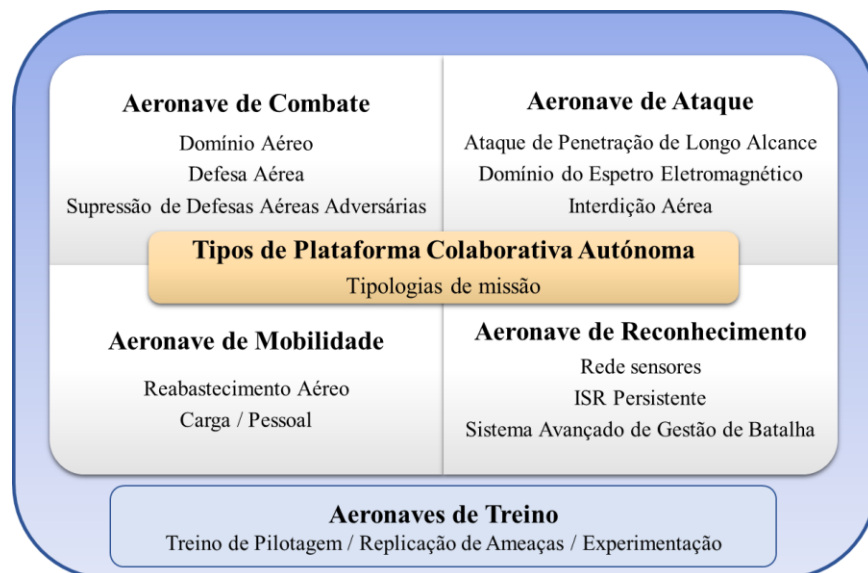 Aeronave de Combate
Domínio Aéreo
Defesa Aérea
Supressão de Defesas Aéreas Adversárias
Aeronave de Ataque
Ataque de Penetração de Longo Alcance
Domínio do Espetro Eletromagnético
Interdição Aérea
Tipos de Plataforma Colaborativa Autónoma
Tipologias de missão
Aeronave de Mobilidade
Reabastecimento Aéreo
Carga / Pessoal
Aeronave de Reconhecimento
Rede sensores
ISR Persistente
Sistema Avançado de Gestão de Batalha
Aeronaves de Treino
Treino de Pilotagem / Replicação de Ameaças / Experimentação